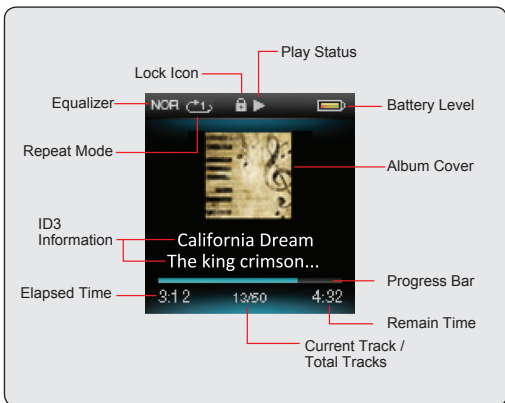 Play Status
Lock Icon
Equalizer
NOR
1
Battery Level
Repeat Mode
Album Cover
ID3
Information
California Dream
The king crimson...
Progress Bar
Elapsed Time
3:12
13/50
4:32
Remain Time
Current Track /
Total Tracks